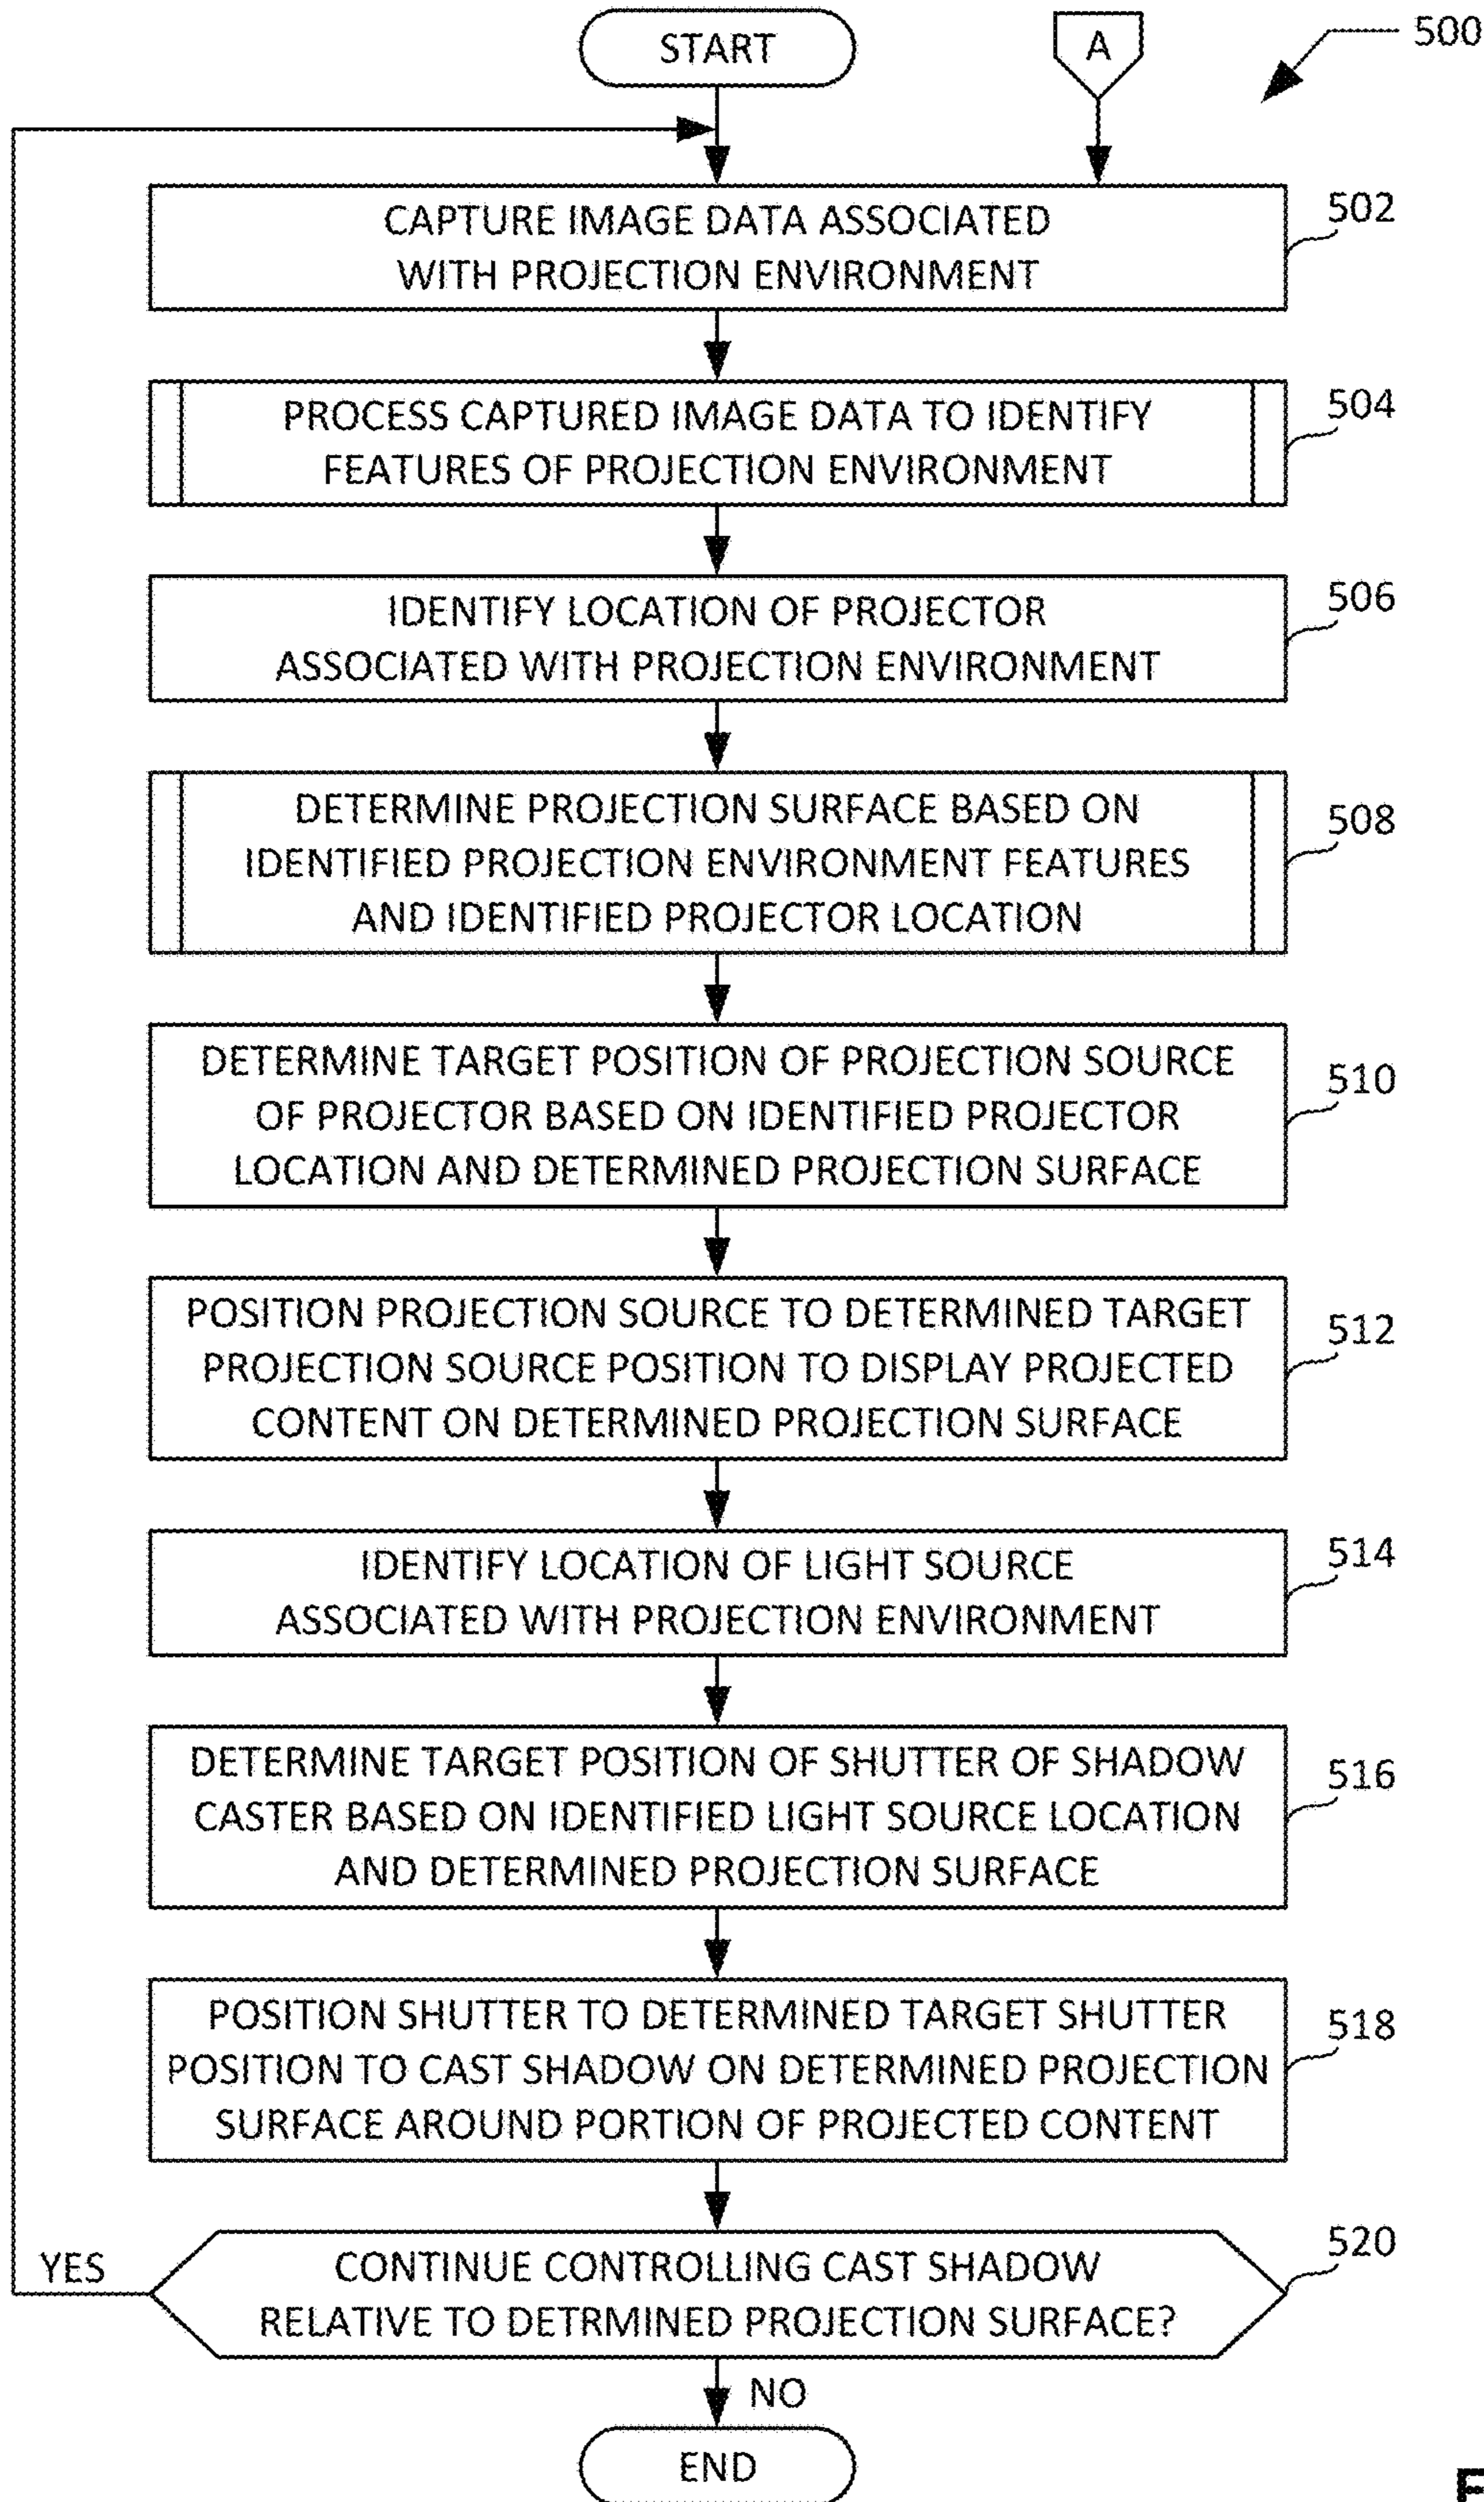 START
A
500
CAPTURE IMAGE DATA ASSOCIATED
WITH PROJECTION ENVIRONMENT
502
PROCESS CAPTURED IMAGE DATA TO IDENTIFY
FEATURES OF PROJECTION ENVIRONMENT
504
IDENTIFY LOCATION OF PROJECTOR
ASSOCIATED WITH PROJECTION ENVIRONMENT
506
DETERMINE PROJECTION SURFACE BASED ON
IDENTIFIED PROJECTION ENVIRONMENT FEATURES
AND IDENTIFIED PROJECTOR LOCATION
508
DETERMINE TARGET POSITION OF PROJECTION SOURCE
OF PROJECTOR BASED ON IDENTIFIED PROJECTOR
LOCATION AND DETERMINED PROJECTION SURFACE
510
POSITION PROJECTION SOURCE TO DETERMINED TARGET
PROJECTION SOURCE POSITION TO DISPLAY PROJECTED
CONTENT ON DETERMINED PROJECTION SURFACE
512
IDENTIFY LOCATION OF LIGHT SOURCE
ASSOCIATED WITH PROJECTION ENVIRONMENT
514
DETERMINE TARGET POSITION OF SHUTTER OF SHADOW
CASTER BASED ON IDENTIFIED LIGHT SOURCE LOCATION
AND DETERMINED PROJECTION SURFACE
516
POSITION SHUTTER TO DETERMINED TARGET SHUTTER
POSITION TO CAST SHADOW ON DETERMINED PROJECTION
SURFACE AROUND PORTION OF PROJECTED CONTENT
518
YES
CONTINUE CONTROLLING CAST SHADOW
RELATIVE TO DETRMINED PROJECTION SURFACE?
520
NO
END